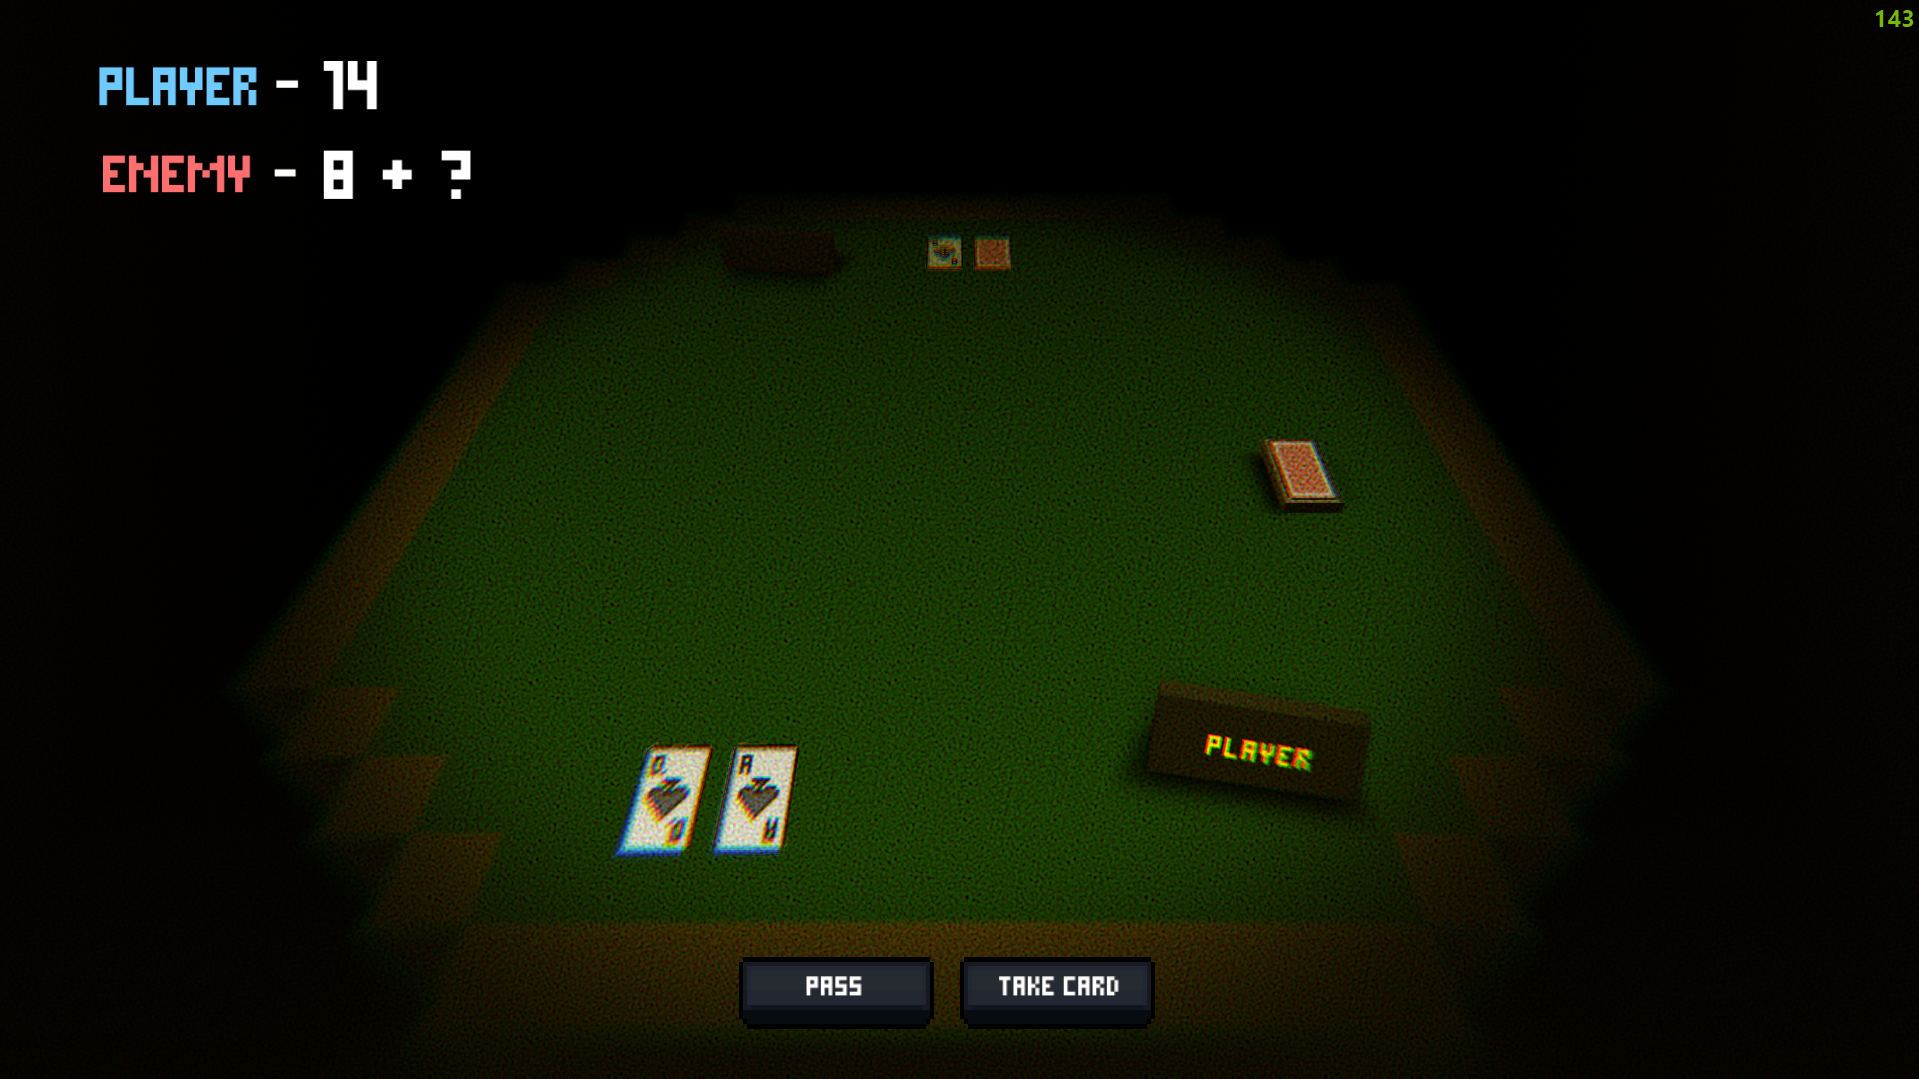 143
PLAYER - 14
ENEMY - 8 + ?
Q A
PLAYER
PASS TAKE CARD